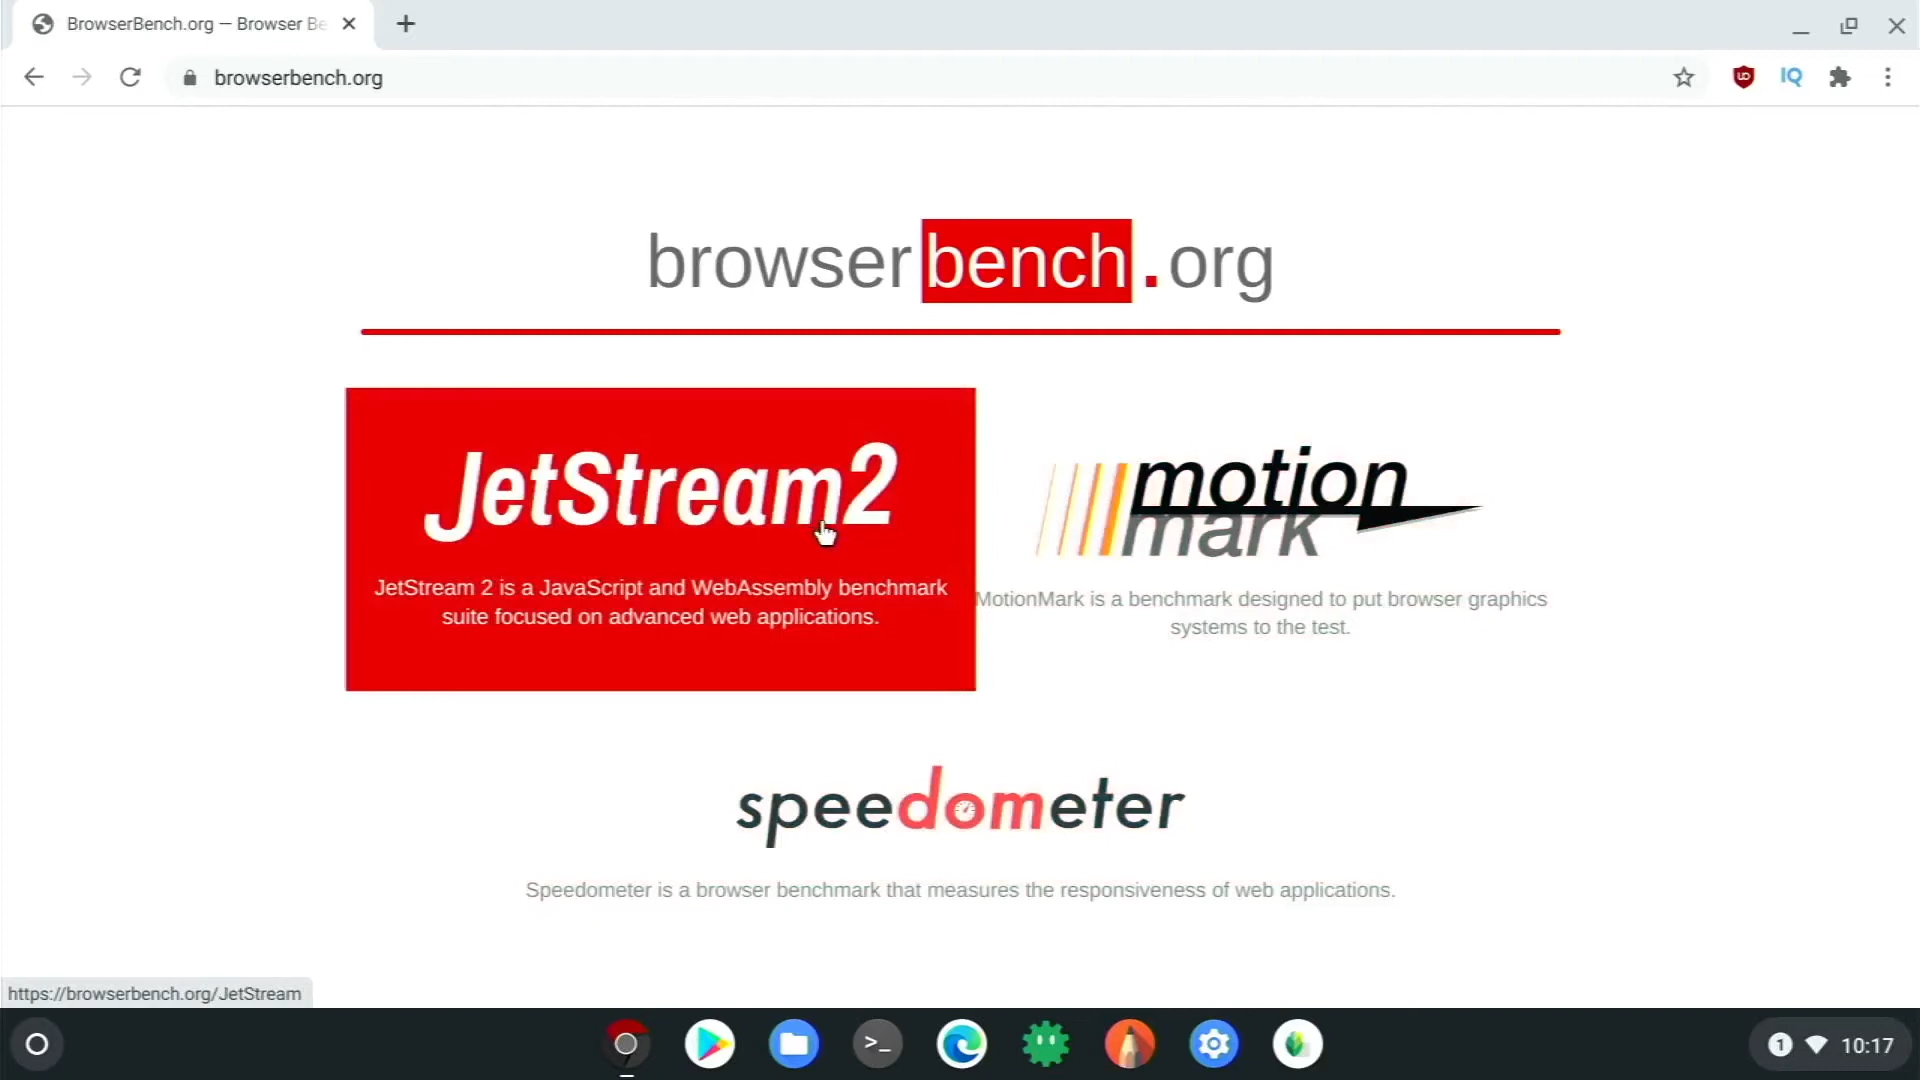 BrowserBench.org — Browser Be
browserbench.org
IQ
browserbench.org
JetStream2
JetStream 2 is a JavaScript and WebAssembly benchmark
suite focused on advanced web applications.
motion
mark
MotionMark is a benchmark designed to put browser graphics
systems to the test.
speedometer
Speedometer is a browser benchmark that measures the responsiveness of web applications.
https://browserbench.org/JetStream
>_
1
10:17